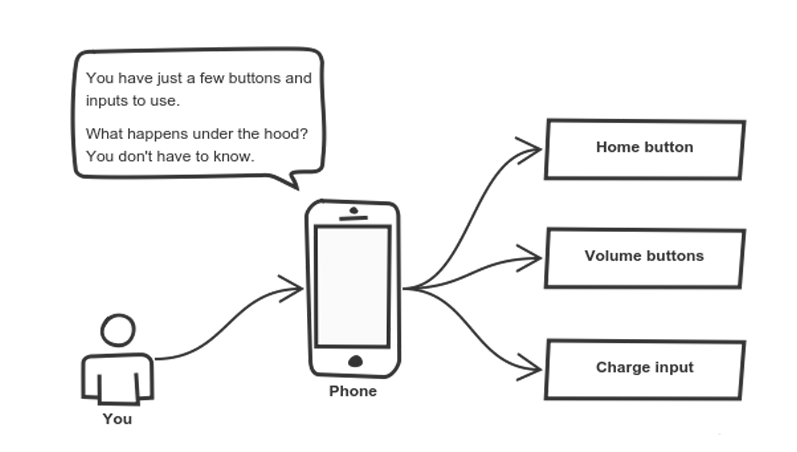 You have just a few buttons and
inputs to use.
What happens under the hood?
You don't have to know.
Home button
Volume buttons
Charge input
Phone
You